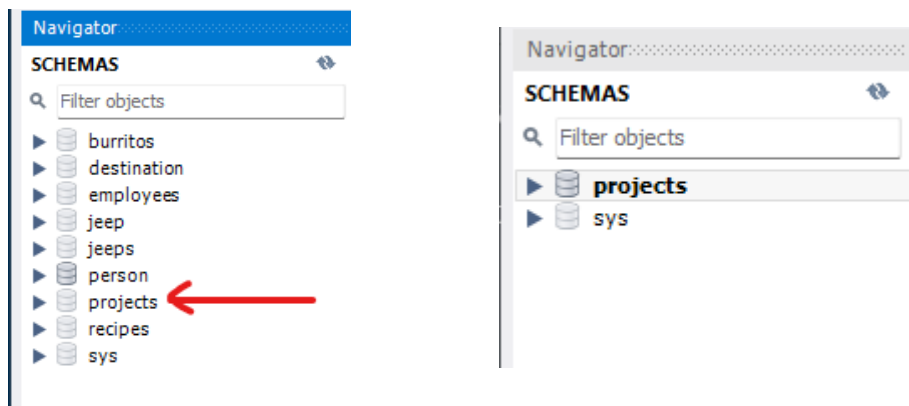 Navigator
SCHEMAS
Filter objects
burritos
destination
employees
jeep
jeeps
person
projects
recipes
sys
Navigator
SCHEMAS
Filter objects
projects
sys